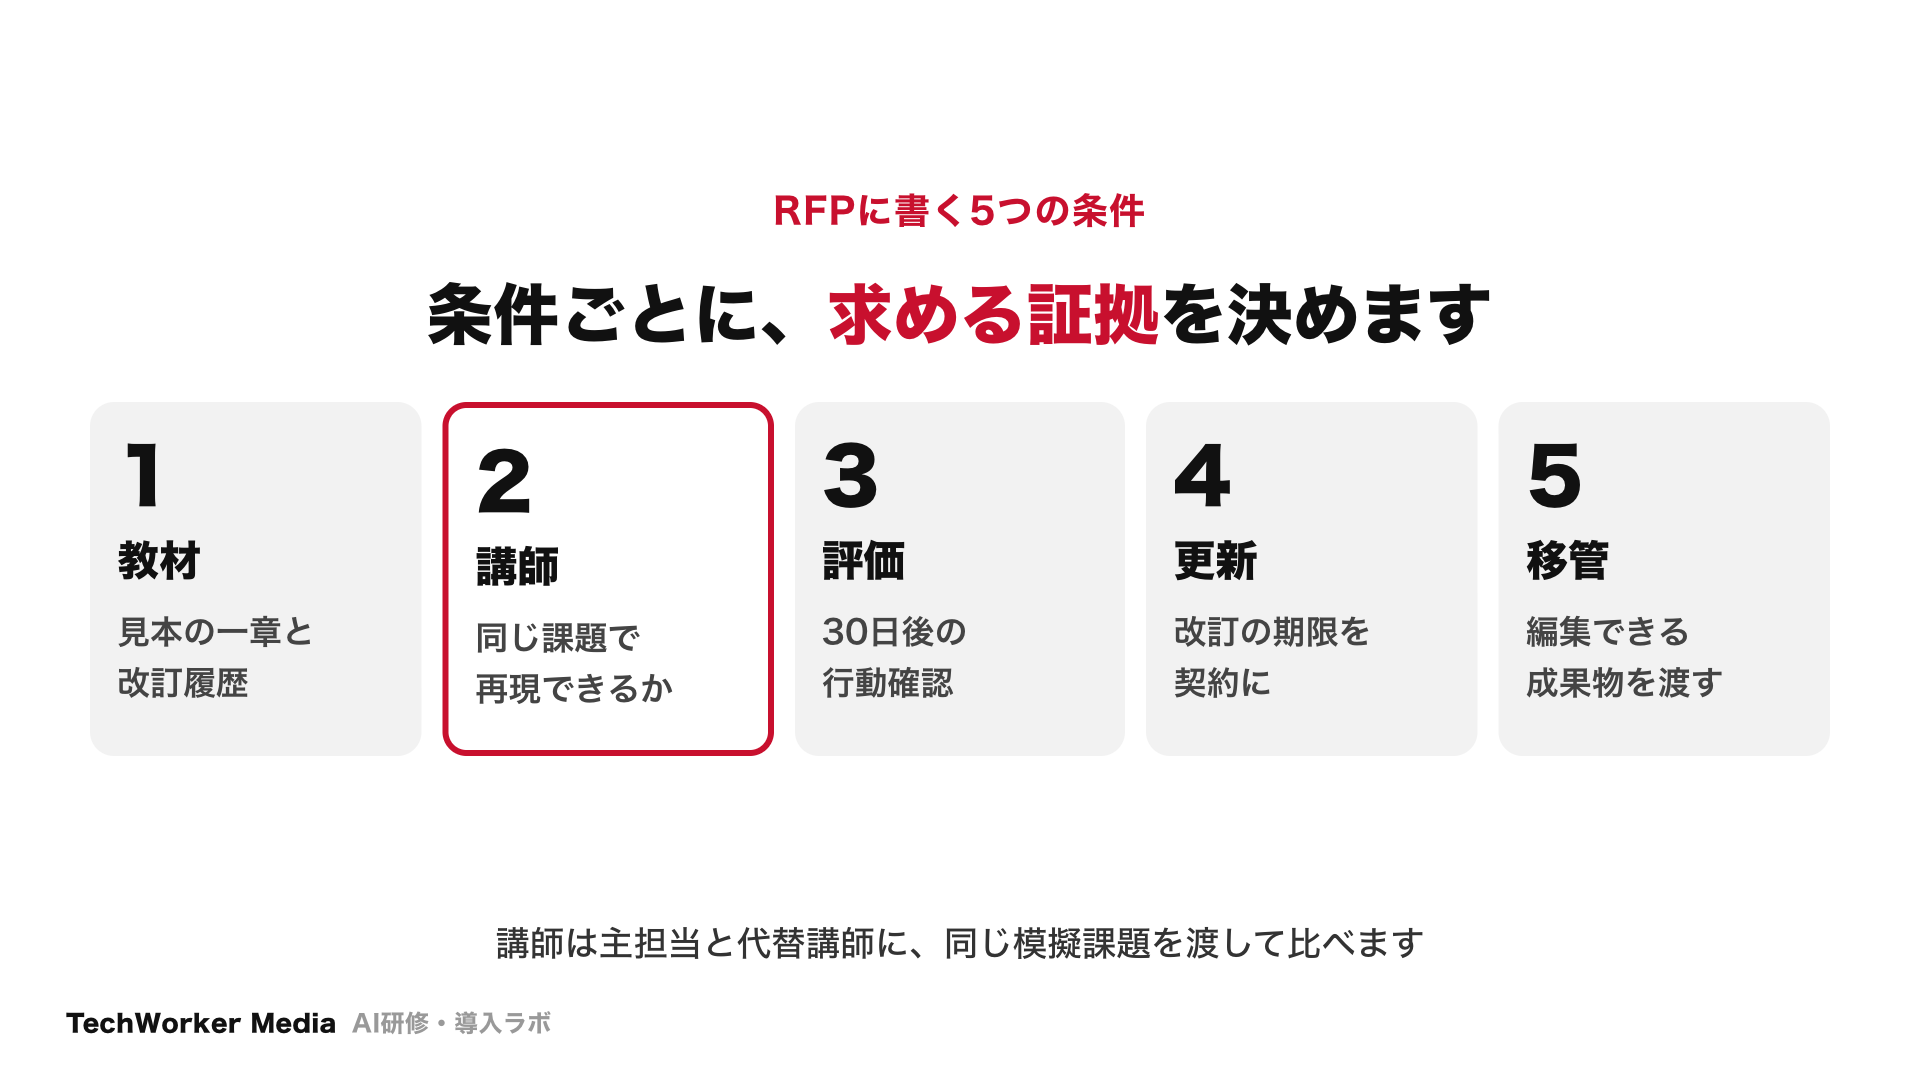 RFPに書く5つの条件
条件ごとに、求める証拠を決めます
1
教材
見本の一章と
改訂履歴
2
講師
同じ課題で
再現できるか
3
評価
30日後の
行動確認
4
更新
改訂の期限を
契約に
5
移管
編集できる
成果物を渡す
講師は主担当と代替講師に、同じ模擬課題を渡して比べます
TechWorker Media AI研修・導入ラボ